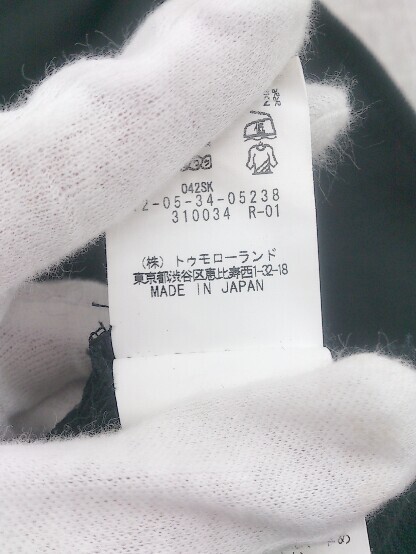 %
%
042SK
2-05-34-05238
310034 R-01
(株) トゥモローランド
東京都渋谷区恵比寿西1-32-18
MADE IN JAPAN
め